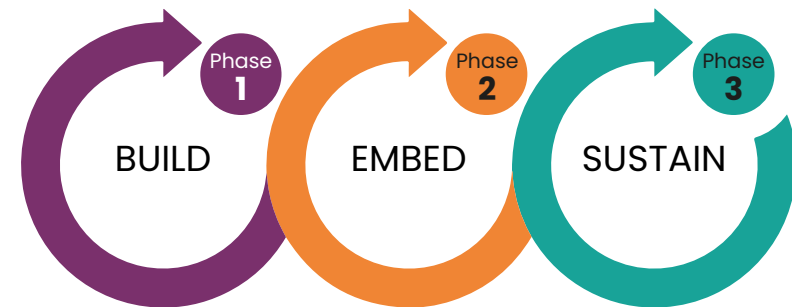 Phase
1
BUILD
Phase
2
EMBED
Phase
3
SUSTAIN